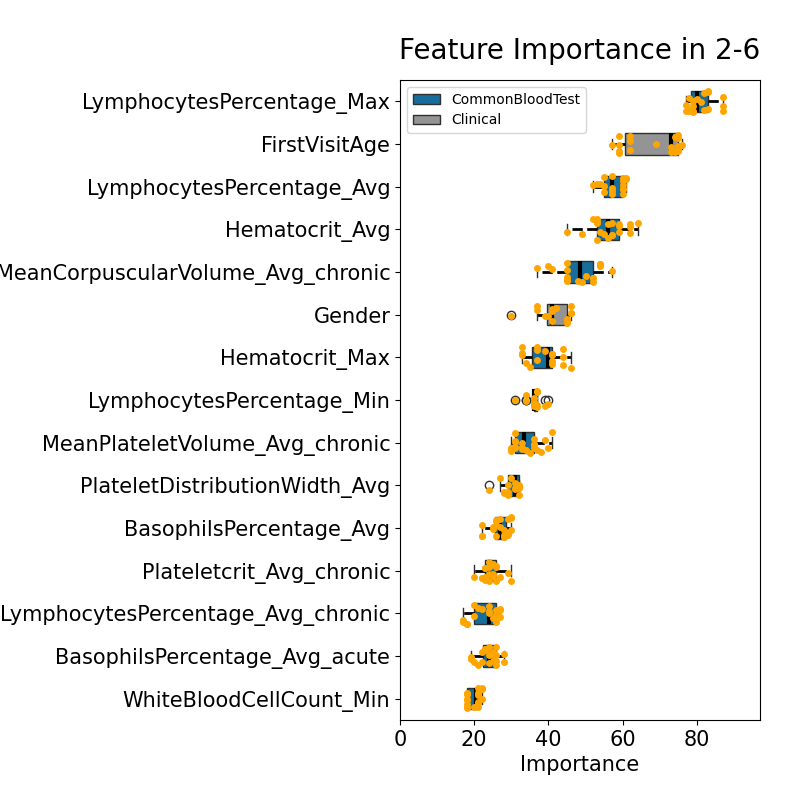 Feature Importance in 2-6
CommonBloodTest
Clinical
LymphocytesPercentage_Max
FirstVisitAge
LymphocytesPercentage_Avg
Hematocrit_Avg
MeanCorpuscularVolume_Avg_chronic
Gender
Hematocrit_Max
LymphocytesPercentage_Min
MeanPlateletVolume_Avg_chronic
PlateletDistributionWidth_Avg
BasophilsPercentage_Avg
Plateletcrit_Avg_chronic
LymphocytesPercentage_Avg_chronic
BasophilsPercentage_Avg_acute
WhiteBloodCellCount_Min
0 20 40 60 80
Importance